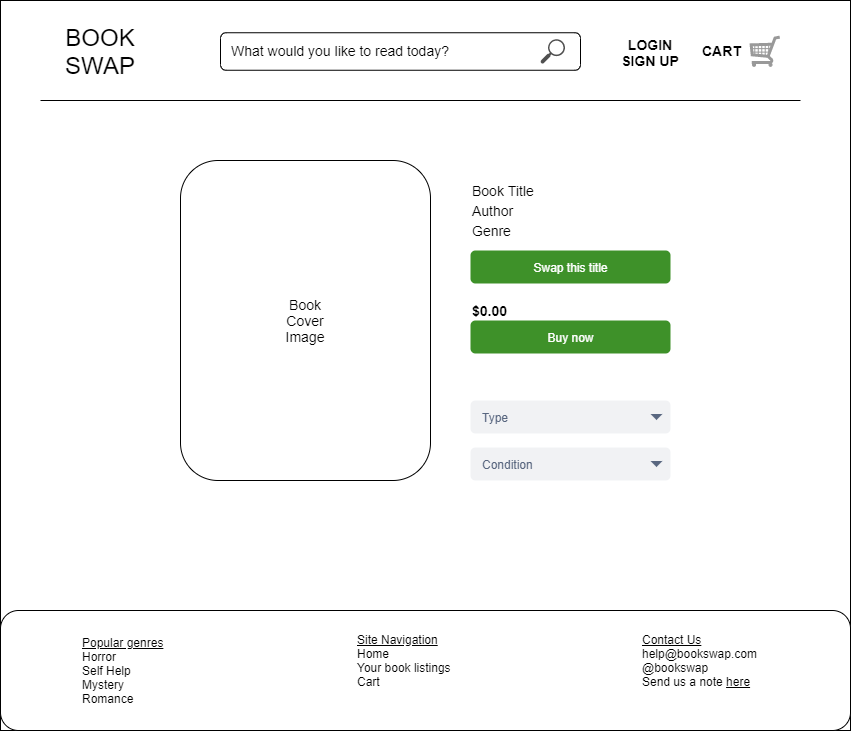 BOOK
SWAP
What would you like to read today?
LOGIN
SIGN UP
CART
Book
Cover
Image
Book Title
Author
Genre
Swap this title
$0.00
Buy now
Type
Condition
Popular genres
Horror
Self Help
Mystery
Romance
Site Navigation
Home
Your book listings
Cart
Contact Us
help@bookswap.com
@bookswap
Send us a note here